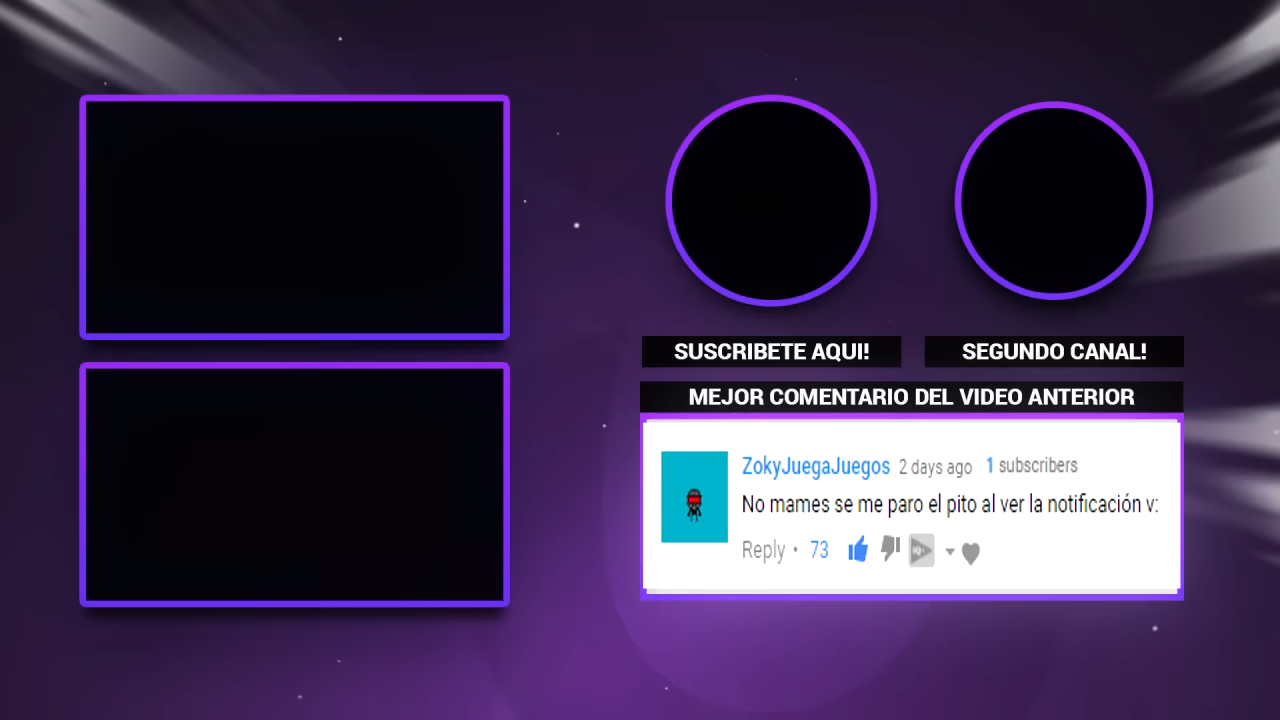 SUSCRIBETE AQUI!
SEGUNDO CANAL!
MEJOR COMENTARIO DEL VIDEO ANTERIOR
ZokyJuegaJuegos 2 days ago 1 subscribers
No mames se me paro el pito al ver la notificación v:
Reply • 73